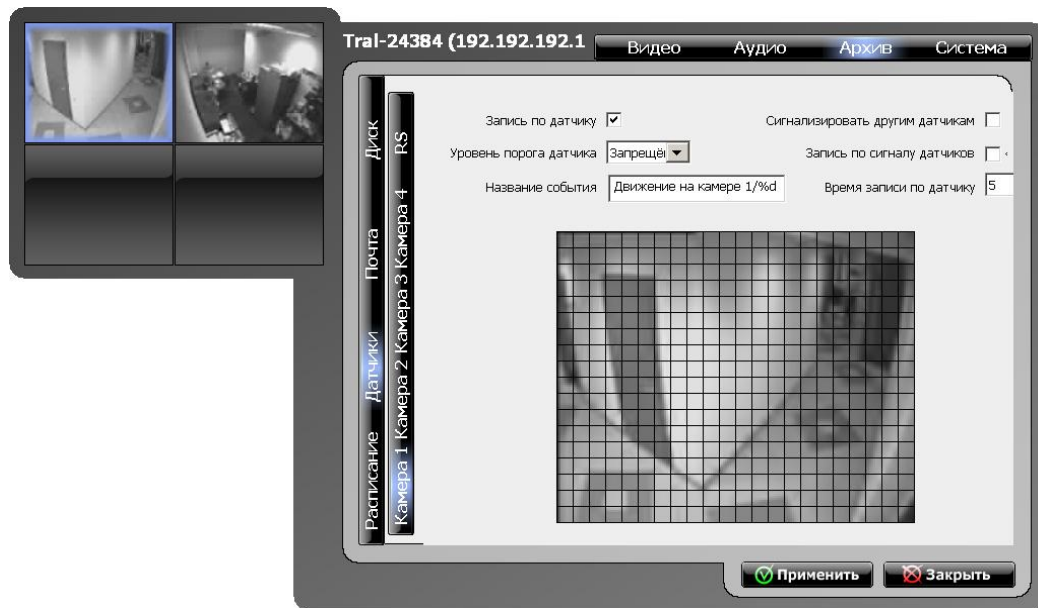 Tral-24384 (192.192.192.1
Видео Аудио Архив Система
Диск
Почта
Датчики
Расписание
RS
Камера 4
Камера 3
Камера 2
Камера 1
Запись по датчику
Сигнализировать другим датчикам
Уровень порога датчика Запрещё
Запись по сигналу датчиков
Название события Движение на камере 1/%d
Время записи по датчику 5
Применить Закрыть